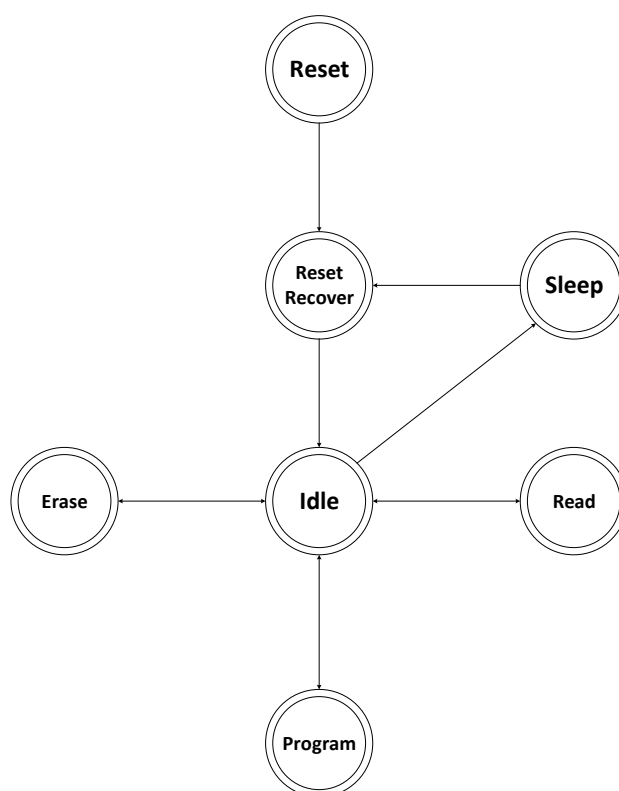 Reset
Reset
Recover
Sleep
Erase
Idle
Read
Program